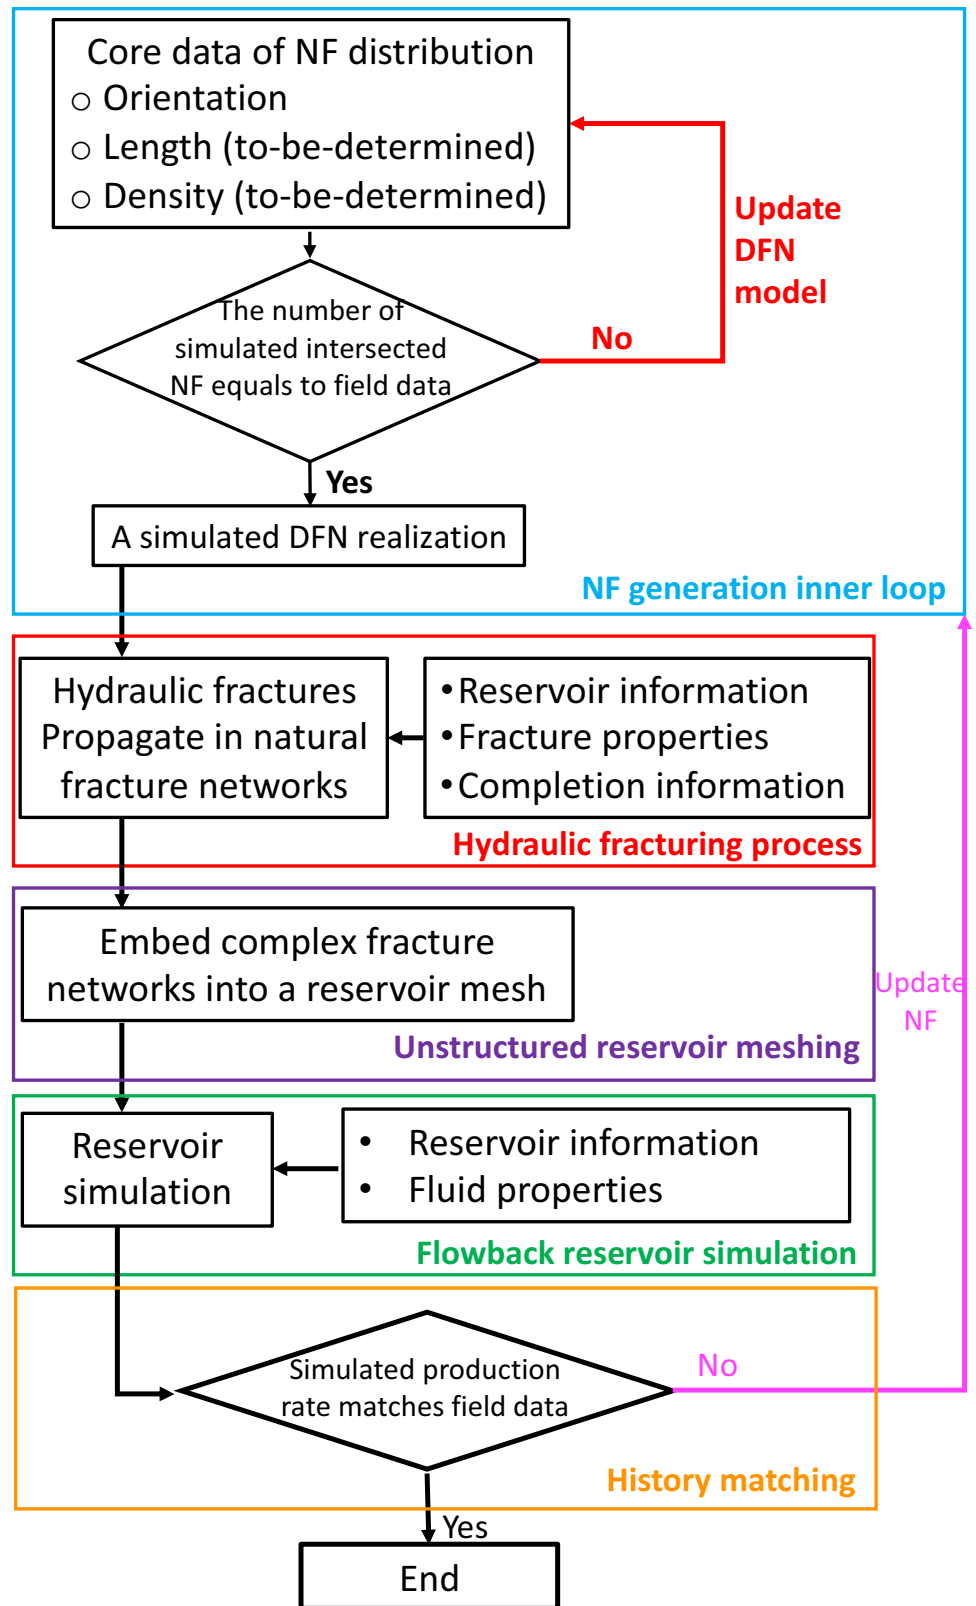 Core data of NF distribution
○ Orientation
○ Length (to-be-determined)
○ Density (to-be-determined)
Update
DFN
model
The number of
simulated intersected
NF equals to field data
No
Yes
A simulated DFN realization
NF generation inner loop
Hydraulic fractures
Propagate in natural
fracture networks
•Reservoir information
•Fracture properties
•Completion information
Hydraulic fracturing process
Embed complex fracture
networks into a reservoir mesh
Unstructured reservoir meshing
Update
NF
Reservoir
simulation
• Reservoir information
• Fluid properties
Flowback reservoir simulation
Simulated production
rate matches field data
No
History matching
Yes
End